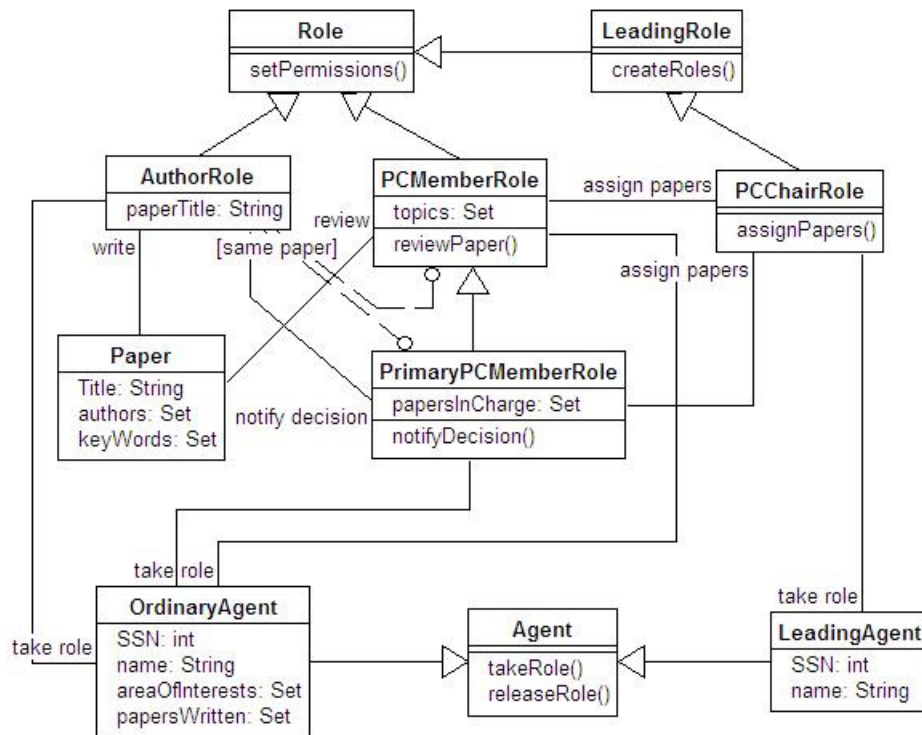 Role
setPermissions()
LeadingRole
createRoles()
AuthorRole
paperTitle: String
PCMemberRole
topics: Set
reviewPaper()
assign papers
PCChairRole
assignPapers()
write
review
[same paper]
assign papers
Paper
Title: String
authors: Set
keyWords: Set
notify decision
PrimaryPCMemberRole
papersInCharge: Set
notifyDecision()
take role
take role
take role
OrdinaryAgent
SSN: int
name: String
areaOfInterests: Set
papersWritten: Set
Agent
takeRole()
releaseRole()
LeadingAgent
SSN: int
name: String